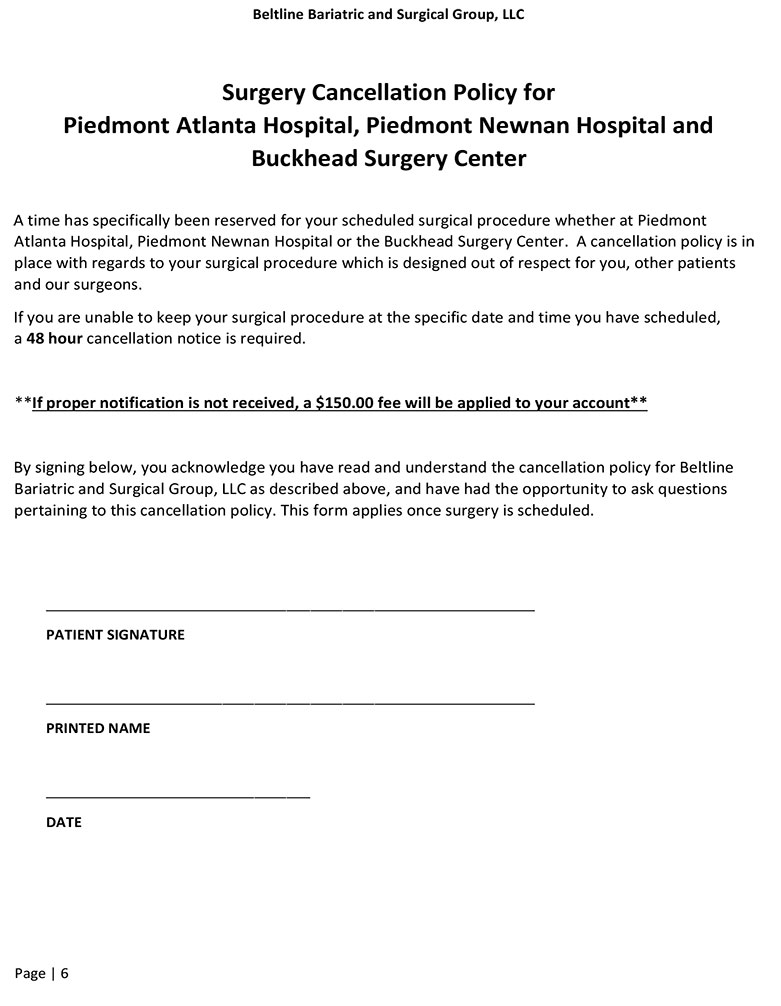 Beltline Bariatric and Surgical Group, LLC
Surgery Cancellation Policy for
Piedmont Atlanta Hospital, Piedmont Newnan Hospital and
Buckhead Surgery Center
A time has specifically been reserved for your scheduled surgical procedure whether at Piedmont
Atlanta Hospital, Piedmont Newnan Hospital or the Buckhead Surgery Center.  A cancellation policy is in
place with regards to your surgical procedure which is designed out of respect for you, other patients
and our surgeons.
If you are unable to keep your surgical procedure at the specific date and time you have scheduled,
a 48 hour cancellation notice is required.
**If proper notification is not received, a $150.00 fee will be applied to your account**
By signing below, you acknowledge you have read and understand the cancellation policy for Beltline
Bariatric and Surgical Group, LLC as described above, and have had the opportunity to ask questions
pertaining to this cancellation policy. This form applies once surgery is scheduled.
PATIENT SIGNATURE
PRINTED NAME
DATE
Page | 6